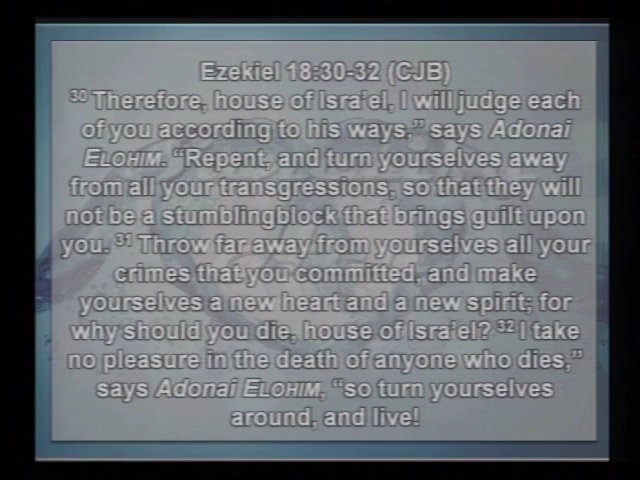 Ezekiel 18:30-32 (CJB)
³⁰ Therefore, house of Isra'el, I will judge each
of you according to his ways,” says Adonai
ELOHIM. “Repent, and turn yourselves away
from all your transgressions, so that they will
not be a stumblingblock that brings guilt upon
you. ³¹ Throw far away from yourselves all your
crimes that you committed, and make
yourselves a new heart and a new spirit; for
why should you die, house of Isra'el? ³² I take
no pleasure in the death of anyone who dies,”
says Adonai ELOHIM, “so turn yourselves
around, and live!